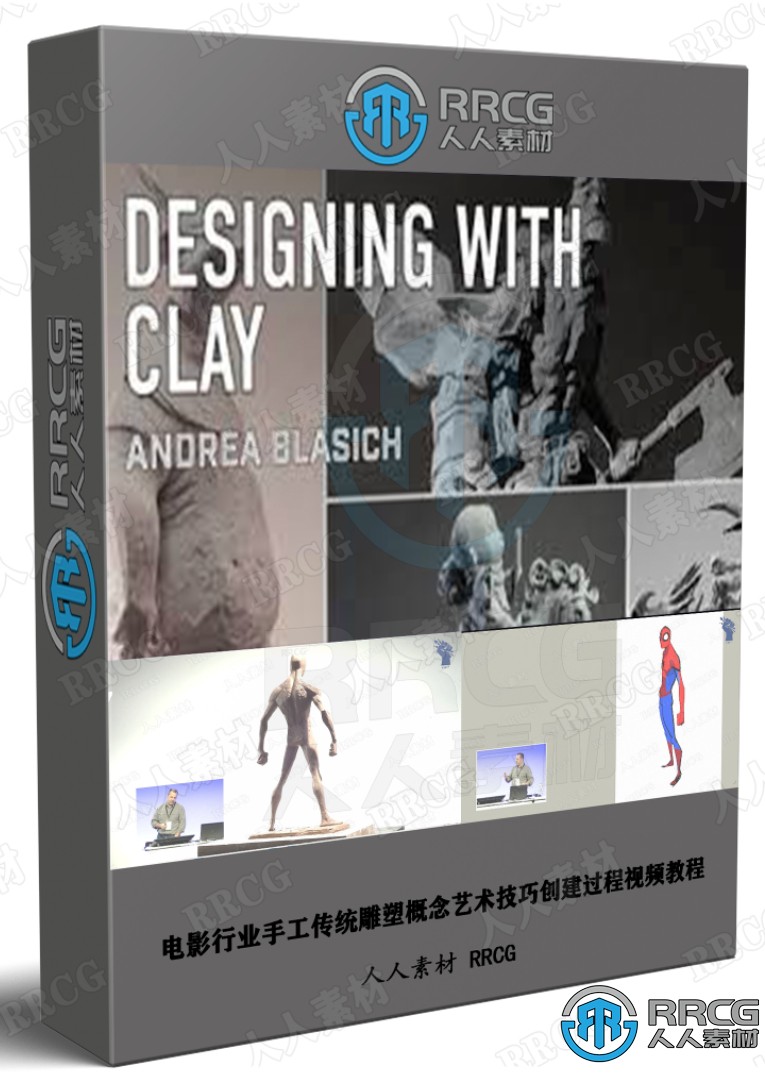 RRCG
人人素材
DESIGNING WITH
CLAY
ANDREA BLASICH
RRCG
人人素材
电影行业手工传统雕塑概念艺术技巧创建过程视频教程
人人素材 RRCG
RRCG
人人素材